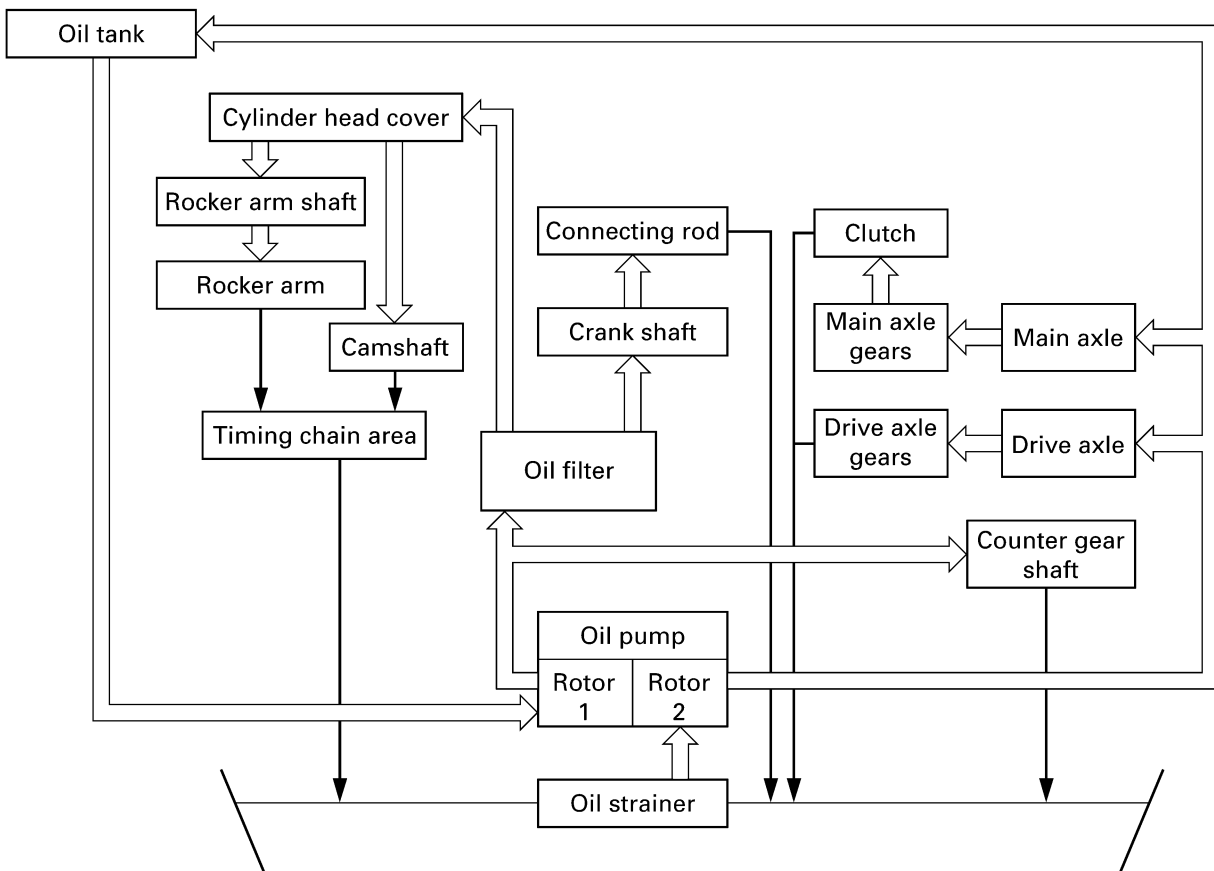 Oil tank
Cylinder head cover
Rocker arm shaft
Rocker arm
Camshaft
Timing chain area
Connecting rod
Crank shaft
Oil filter
Clutch
Main axle
gears
Main axle
Drive axle
gears
Drive axle
Counter gear
shaft
Oil pump
Rotor
1
Rotor
2
Oil strainer